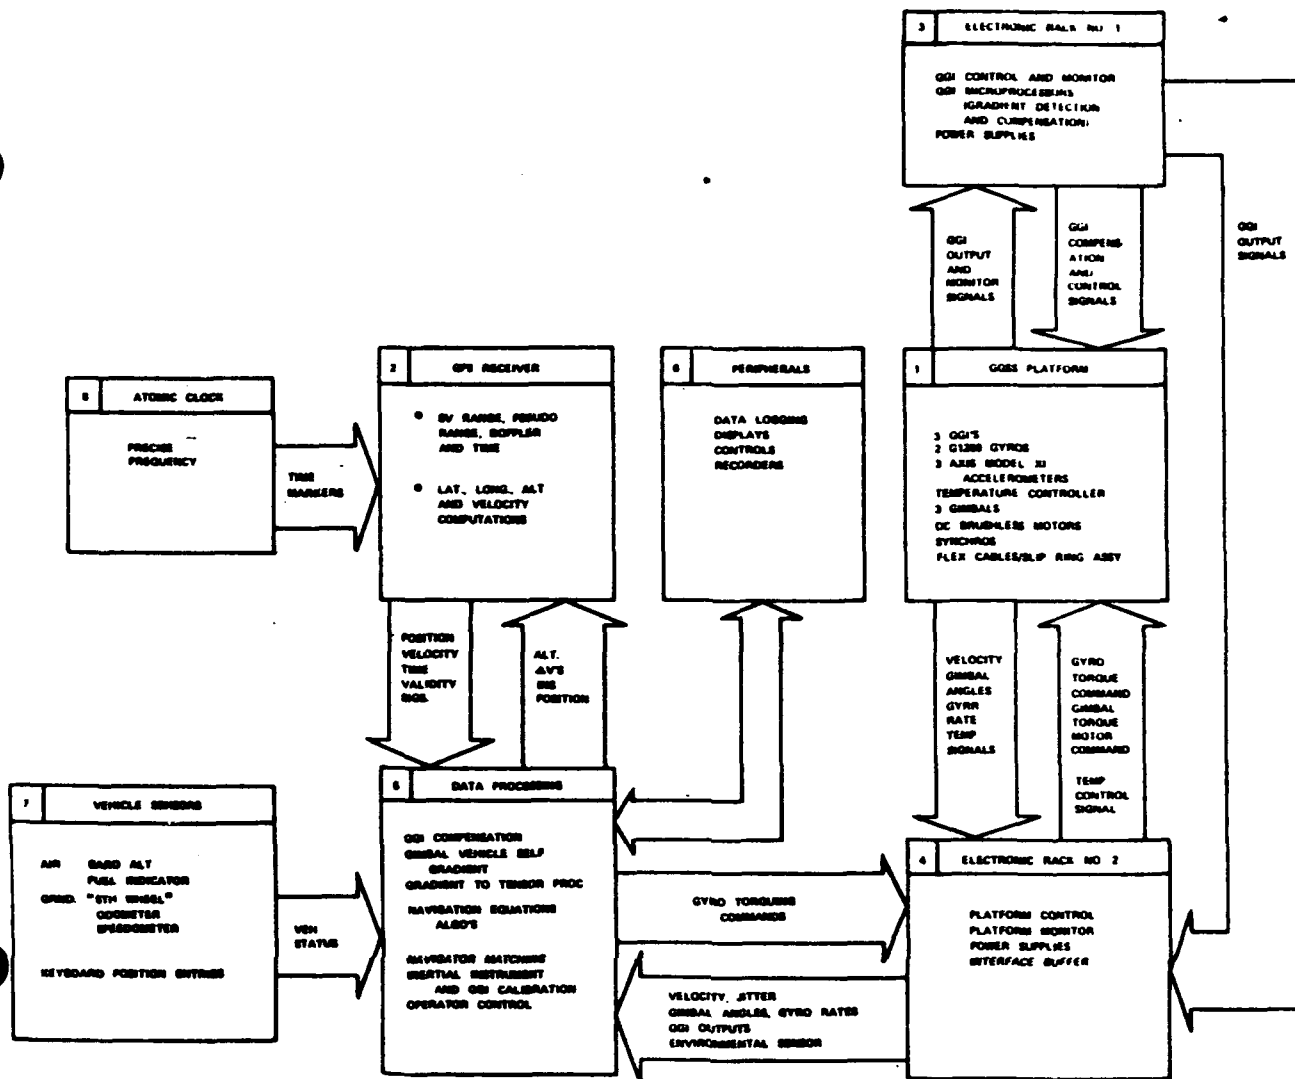 3 ELECTRONIC RACK NO 1
GGI CONTROL AND MONITOR
GGI MICROPROCESSORS
(GRADIENT DETECTION
AND COMPENSATION)
POWER SUPPLIES
GGI
OUTPUT
AND
MONITOR
SIGNALS
GGI
COMPENS
ATION
AND
CONTROL
SIGNALS
GGI
OUTPUT
SIGNALS
8 ATOMIC CLOCK
PRECISE
FREQUENCY
TIME
MARKERS
2 GPS RECEIVER
• SV RANGE, PSEUDO
RANGE, DOPPLER
AND TIME
• LAT., LONG., ALT
AND VELOCITY
COMPUTATIONS
6 PERIPHERALS
DATA LOGGING
DISPLAYS
CONTROLS
RECORDERS
1 GGSS PLATFORM
3 GGI'S
2 G1200 GYROS
3 AXIS MODEL XI
ACCELEROMETERS
TEMPERATURE CONTROLLER
3 GIMBALS
DC BRUSHLESS MOTORS
SYNCHROS
FLEX CABLES/SLIP RING ASSY
POSITION
VELOCITY
TIME
VALIDITY
SIGS.
ALT.
ΔV'S
INS
POSITION
VELOCITY
GIMBAL
ANGLES
GYRR
RATE
TEMP
SIGNALS
GYRO
TORQUE
COMMAND
GIMBAL
TORQUE
MOTOR
COMMAND
TEMP
CONTROL
SIGNAL
7 VEHICLE SENSORS
AIR BARO ALT
FUEL INDICATOR
GRND. "5TH WHEEL"
ODOMETER
SPEEDOMETER
KEYBOARD POSITION ENTRIES
VEH
STATUS
5 DATA PROCESSING
GGI COMPENSATION
GIMBAL VEHICLE SELF
GRADIENT
GRADIENT TO TENSOR PROC
NAVIGATION EQUATIONS
ALGO'S
NAVIGATOR MATCHING
INERTIAL INSTRUMENT
AND GGI CALIBRATION
OPERATOR CONTROL
GYRO TORQUING
COMMANDS
VELOCITY, JITTER
GIMBAL ANGLES, GYRO RATES
GGI OUTPUTS
ENVIRONMENTAL SENSOR
4 ELECTRONIC RACK NO 2
PLATFORM CONTROL
PLATFORM MONITOR
POWER SUPPLIES
INTERFACE BUFFER